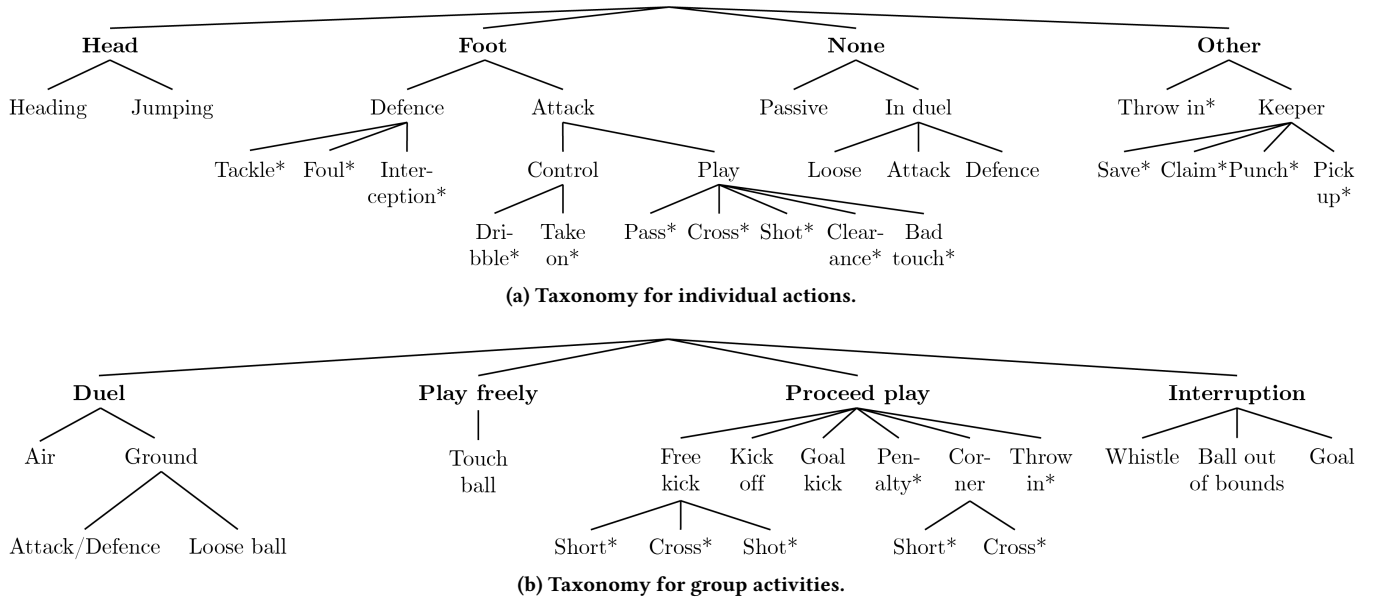 Head Foot None Other
Heading Jumping Defence Attack Passive In duel Throw in* Keeper
Tackle* Foul* Inter- Control Play Loose Attack Defence Save* Claim* Punch* Pick
ception* up*
Dri- Take Pass* Cross* Shot* Clear- Bad
bble* on* ance* touch*
(a) Taxonomy for individual actions.
Duel Play freely Proceed play Interruption
Air Ground Touch Free Kick Goal Pen- Cor- Throw Whistle Ball out Goal
ball kick off kick alty* ner in* of bounds
Attack/Defence Loose ball Short* Cross* Shot* Short* Cross*
(b) Taxonomy for group activities.